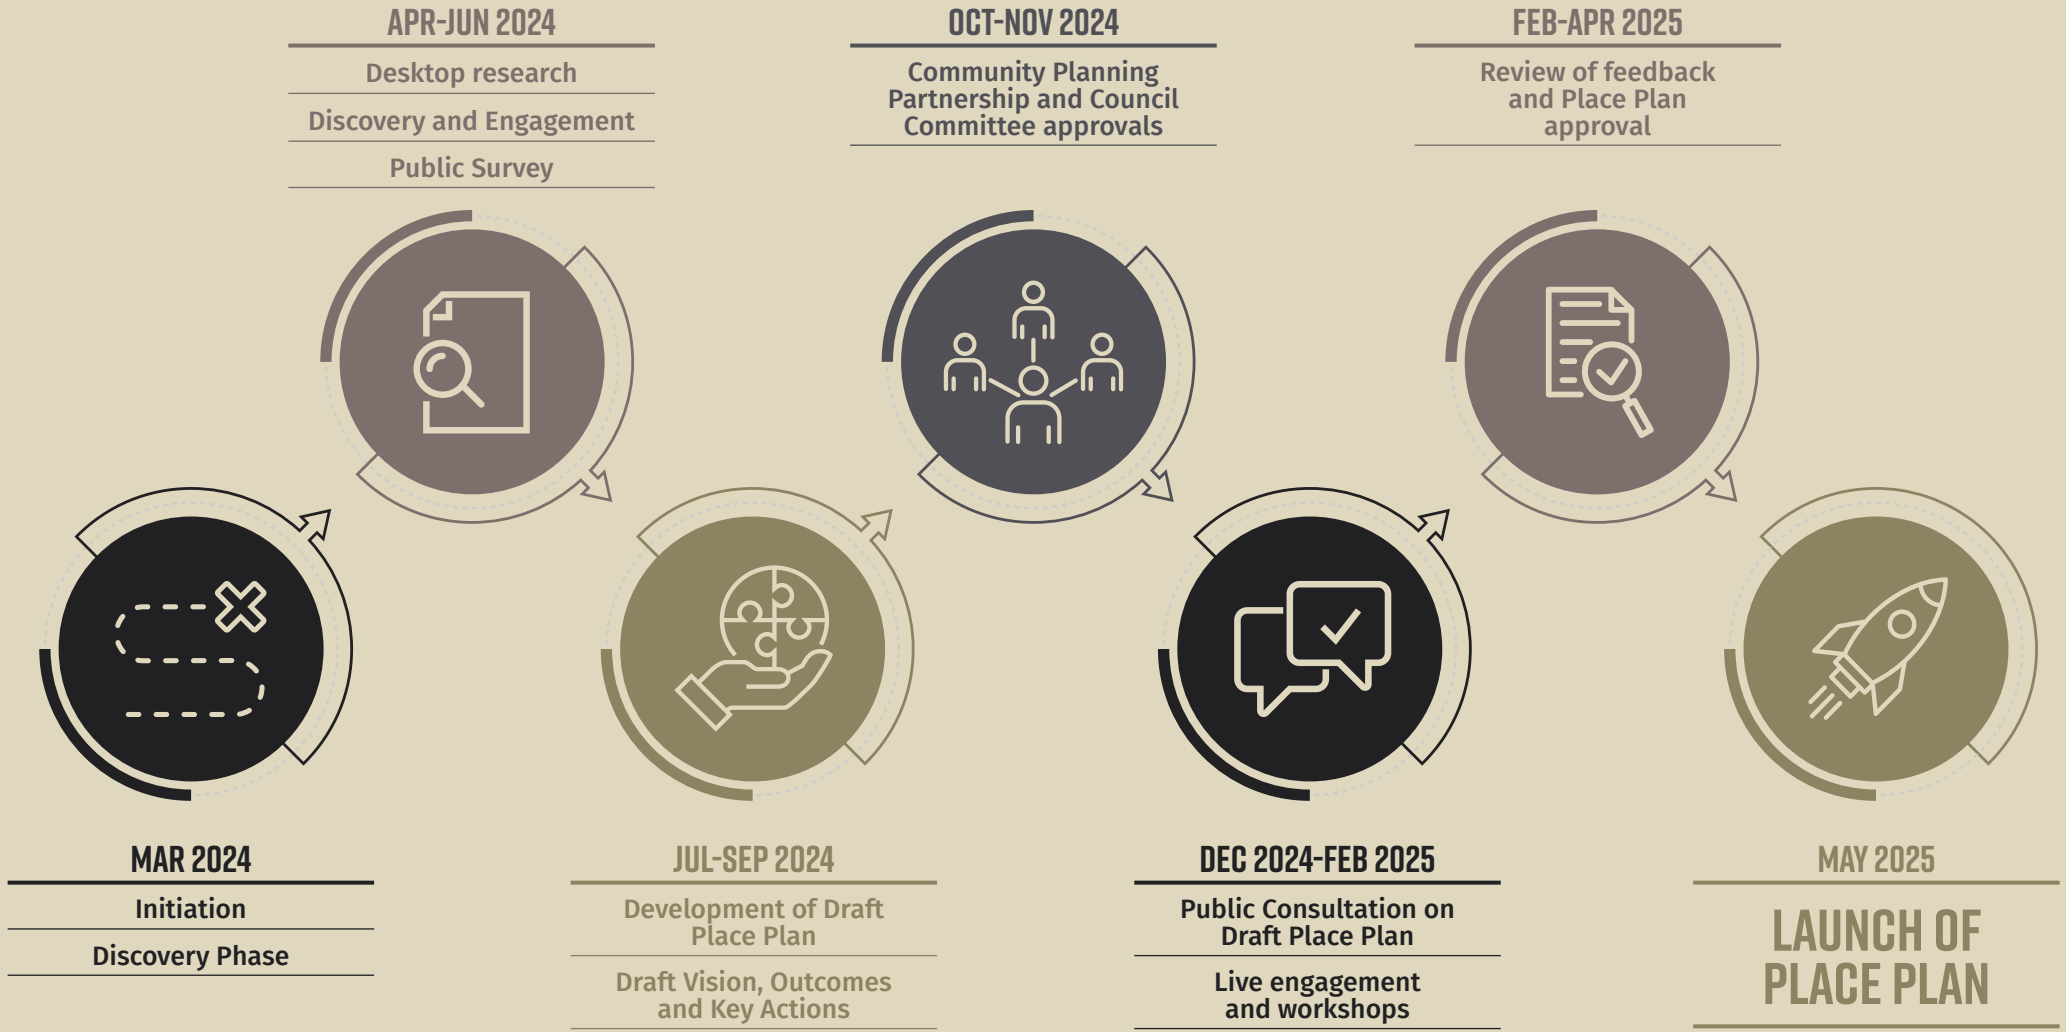 APR-JUN 2024
Desktop research
Discovery and Engagement
Public Survey
OCT-NOV 2024
Community Planning
Partnership and Council
Committee approvals
FEB-APR 2025
Review of feedback
and Place Plan
approval
MAR 2024
Initiation
Discovery Phase
JUL-SEP 2024
Development of Draft
Place Plan
Draft Vision, Outcomes
and Key Actions
DEC 2024-FEB 2025
Public Consultation on
Draft Place Plan
Live engagement
and workshops
MAY 2025
LAUNCH OF
PLACE PLAN